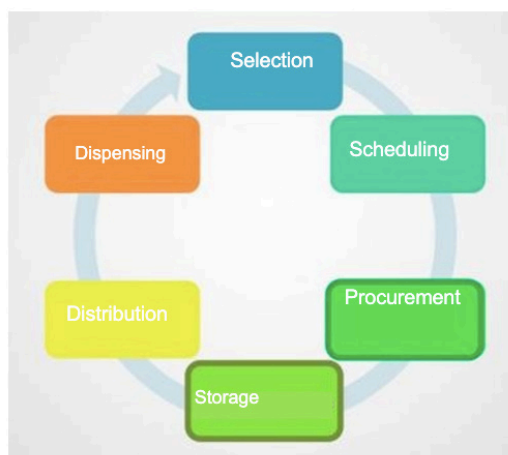 Selection
Scheduling
Procurement
Storage
Distribution
Dispensing